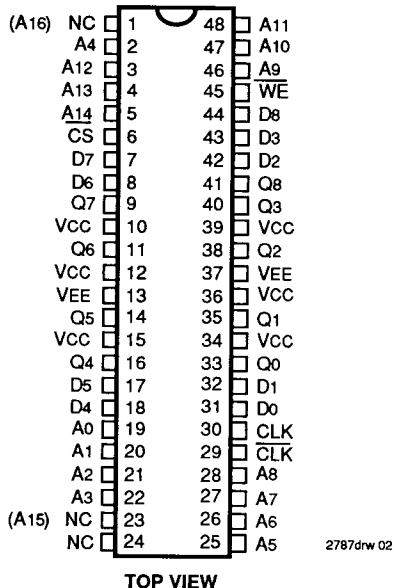 (A16) NC 1 48 A11
A4 2 47 A10
A12 3 46 A9
A13 4 45 W̅E̅
A14 5 44 D8
C̅S̅ 6 43 D3
D7 7 42 D2
D6 8 41 Q8
Q7 9 40 Q3
VCC 10 39 VCC
Q6 11 38 Q2
VCC 12 37 VEE
VEE 13 36 VCC
Q5 14 35 Q1
VCC 15 34 VCC
Q4 16 33 Q0
D5 17 32 D1
D4 18 31 D0
A0 19 30 CLK
A1 20 29 C̅L̅K̅
A2 21 28 A8
A3 22 27 A7
(A15) NC 23 26 A6
NC 24 25 A5
2787drw 02
TOP VIEW